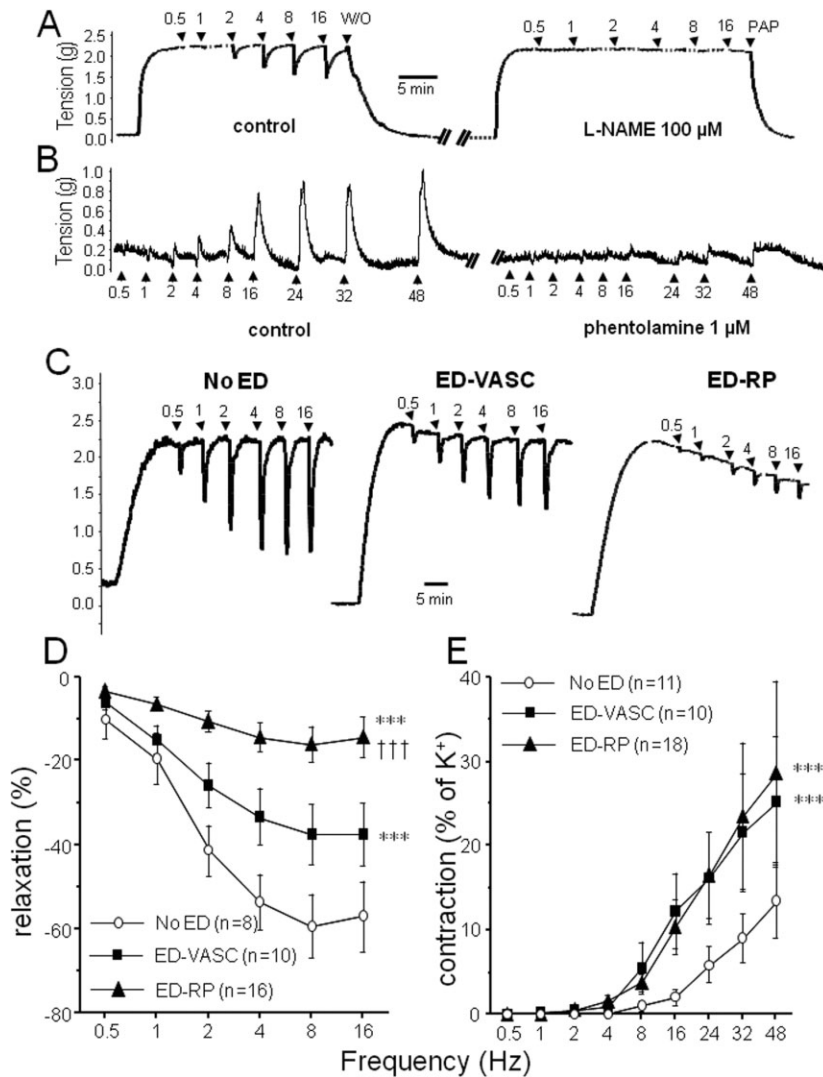 A
0.5 1 2 4 8 16 W/O
0.5 1 2 4 8 16 PAP
Tension (g)
2.5
2.0
1.5
1.0
0.5
0.0
5 min
control
L-NAME 100 µM
B
Tension (g)
1.0
0.8
0.6
0.4
0.2
0.0
0.5 1 2 4 8 16 24 32 48
0.5 1 2 4 8 16 24 32 48
control
phentolamine 1 µM
C
No ED
ED-VASC
ED-RP
3.0
2.5
2.0
1.5
1.0
0.5
0.0
0.5 1 2 4 8 16
0.5 1 2 4 8 16
0.5 1 2 4 8 16
5 min
D
relaxation (%)
0
-20
-40
-60
-80
***
†††
***
No ED (n=8)
ED-VASC (n=10)
ED-RP (n=16)
0.5 1 2 4 8 16
E
contraction (% of K⁺)
40
30
20
10
0
No ED (n=11)
ED-VASC (n=10)
ED-RP (n=18)
***
***
0.5 1 2 4 8 16 24 32 48
Frequency (Hz)